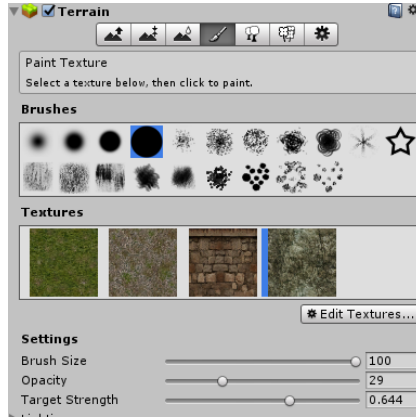 Terrain
Paint Texture
Select a texture below, then click to paint.
Brushes
Textures
Edit Textures...
Settings
Brush Size 100
Opacity 29
Target Strength 0.644